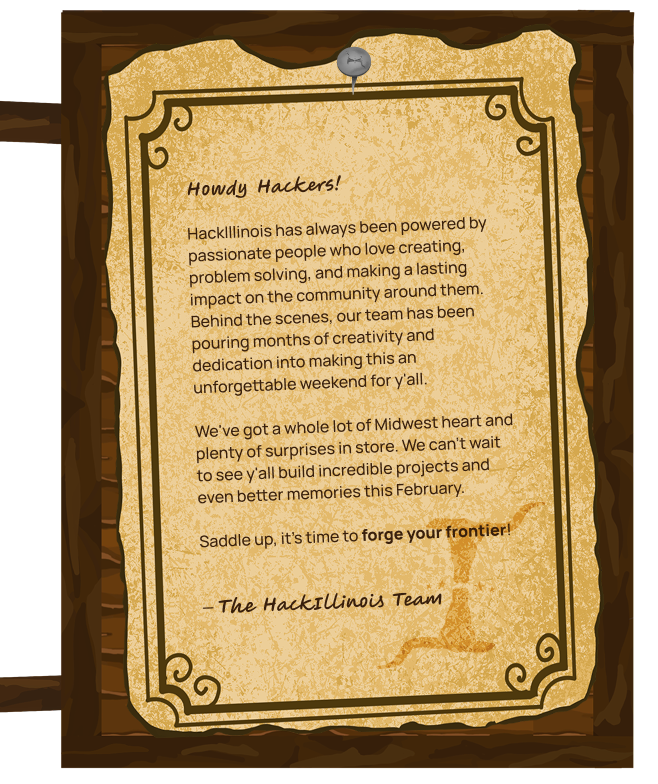 Howdy Hackers!
HackIllinois has always been powered by
passionate people who love creating,
problem solving, and making a lasting
impact on the community around them.
Behind the scenes, our team has been
pouring months of creativity and
dedication into making this an
unforgettable weekend for y'all.
We've got a whole lot of Midwest heart and
plenty of surprises in store. We can't wait
to see y'all build incredible projects and
even better memories this February.
Saddle up, it's time to forge your frontier!
– The HackIllinois Team